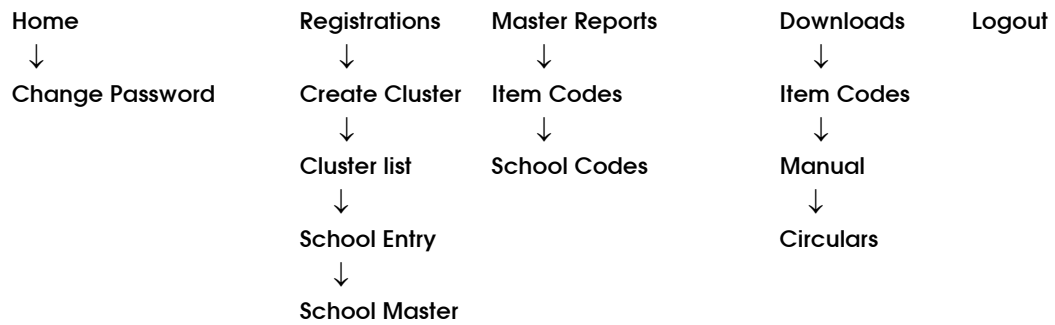 Home Registrations Master Reports Downloads Logout
↓ ↓ ↓ ↓
Change Password Create Cluster Item Codes Item Codes
↓ ↓ ↓
Cluster list School Codes Manual
↓ ↓
School Entry Circulars
↓
School Master